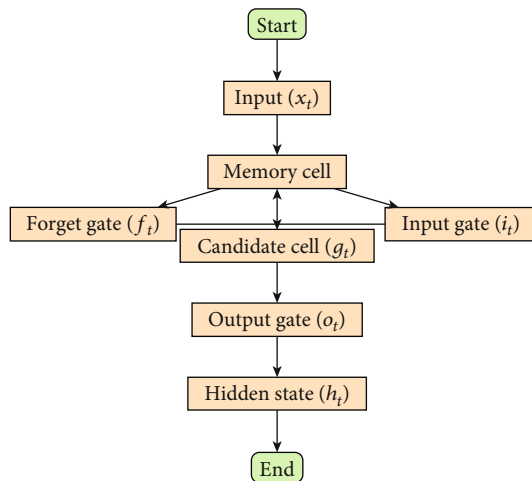 Start
Input (x_t)
Memory cell
Forget gate (f_t)
Input gate (i_t)
Candidate cell (g_t)
Output gate (o_t)
Hidden state (h_t)
End